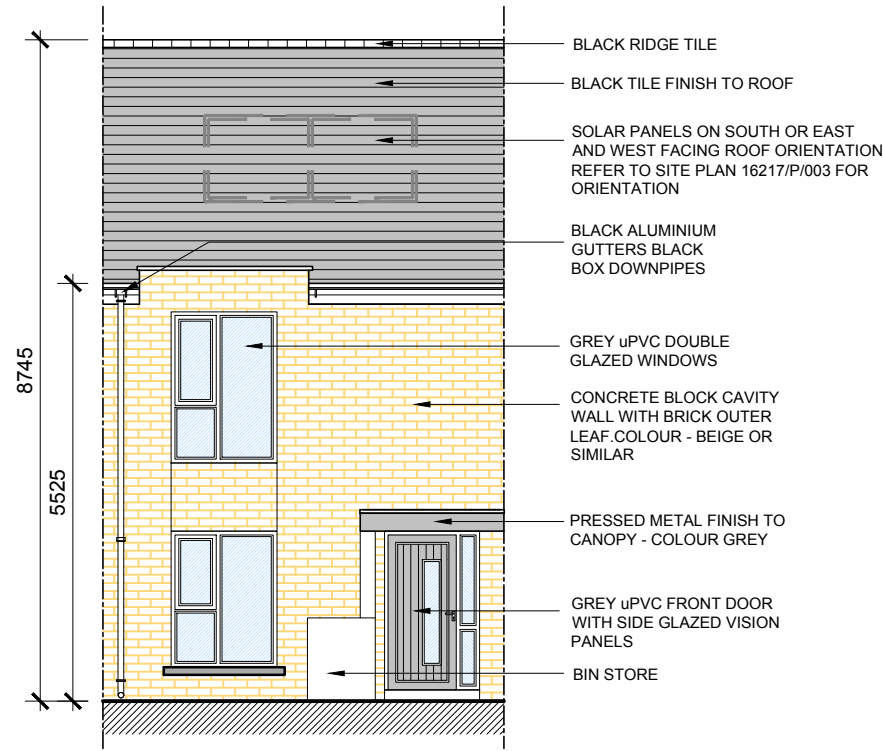 BLACK RIDGE TILE
BLACK TILE FINISH TO ROOF
SOLAR PANELS ON SOUTH OR EAST
AND WEST FACING ROOF ORIENTATION
REFER TO SITE PLAN 16217/P/003 FOR
ORIENTATION
BLACK ALUMINIUM
GUTTERS BLACK
BOX DOWNPIPES
GREY uPVC DOUBLE
GLAZED WINDOWS
CONCRETE BLOCK CAVITY
WALL WITH BRICK OUTER
LEAF.COLOUR - BEIGE OR
SIMILAR
PRESSED METAL FINISH TO
CANOPY - COLOUR GREY
GREY uPVC FRONT DOOR
WITH SIDE GLAZED VISION
PANELS
BIN STORE
8745
5525